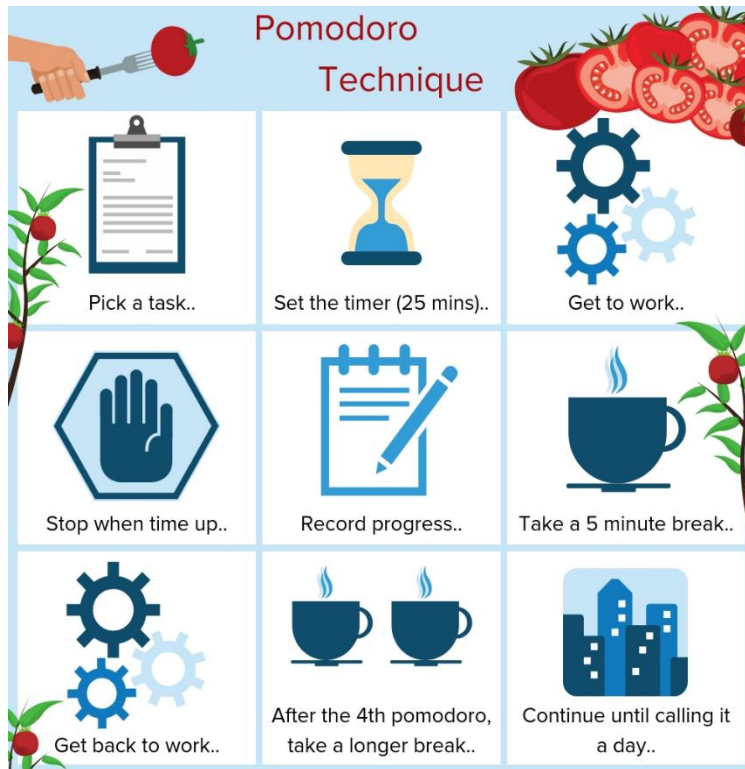 Pomodoro
Technique
Pick a task..
Set the timer (25 mins)..
Get to work..
Stop when time up..
Record progress..
Take a 5 minute break..
Get back to work..
After the 4th pomodoro,
take a longer break..
Continue until calling it
a day..